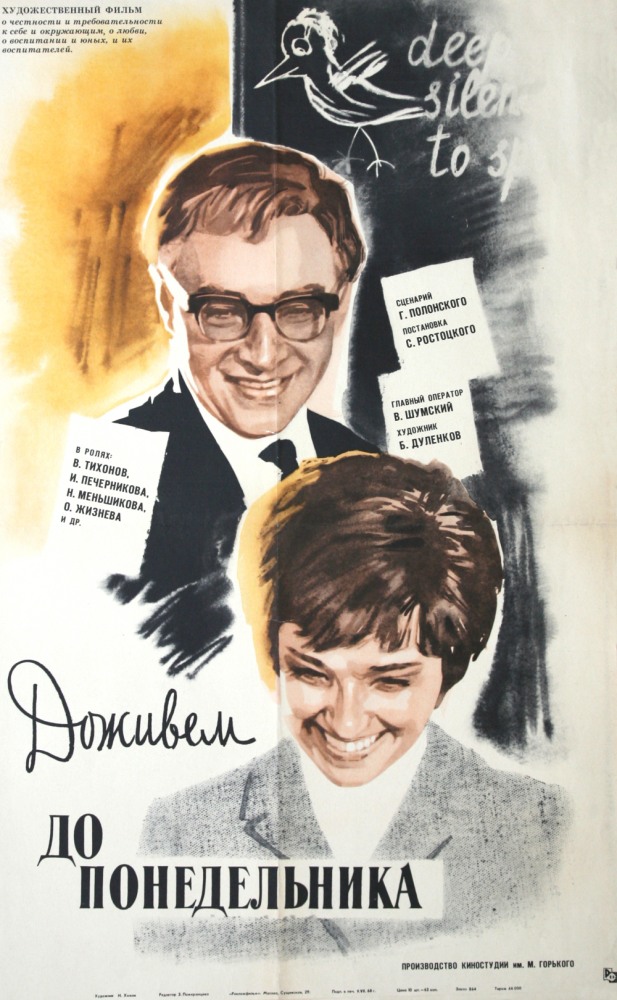 ХУДОЖЕСТВЕННЫЙ ФИЛЬМ
о честности и требовательности
к себе и окружающим, о любви,
о воспитании и юных, и их
воспитателей.
deep
silen
to sp
СЦЕНАРИЙ
Г. ПОЛОНСКОГО
ПОСТАНОВКА
С. РОСТОЦКОГО
ГЛАВНЫЙ ОПЕРАТОР
В. ШУМСКИЙ
ХУДОЖНИК
Б. ДУЛЕНКОВ
В РОЛЯХ:
В. ТИХОНОВ,
И. ПЕЧЕРНИКОВА,
Н. МЕНЬШИКОВА,
О. ЖИЗНЕВА
И ДР.
Доживем
ДО
ПОНЕДЕЛЬНИКА
ПРОИЗВОДСТВО КИНОСТУДИИ им. М. ГОРЬКОГО